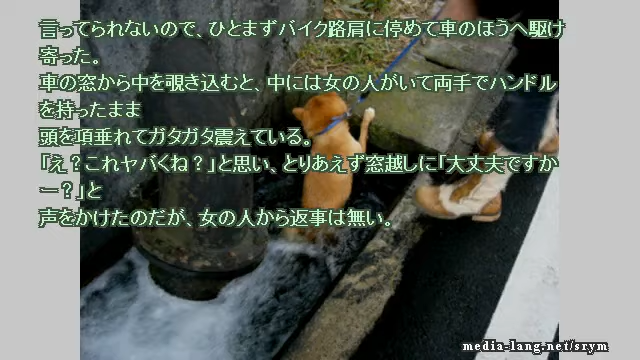 言ってられないので、ひとまずバイク路肩に停めて車のほうへ駆け
寄った。
車の窓から中を覗き込むと、中には女の人がいて両手でハンドル
を持ったまま
頭を項垂れてガタガタ震えている。
「え？これヤバくね？」と思い、とりあえず窓越しに「大丈夫ですか
ー？」と
声をかけたのだが、女の人から返事は無い。
media-lang.net/srym